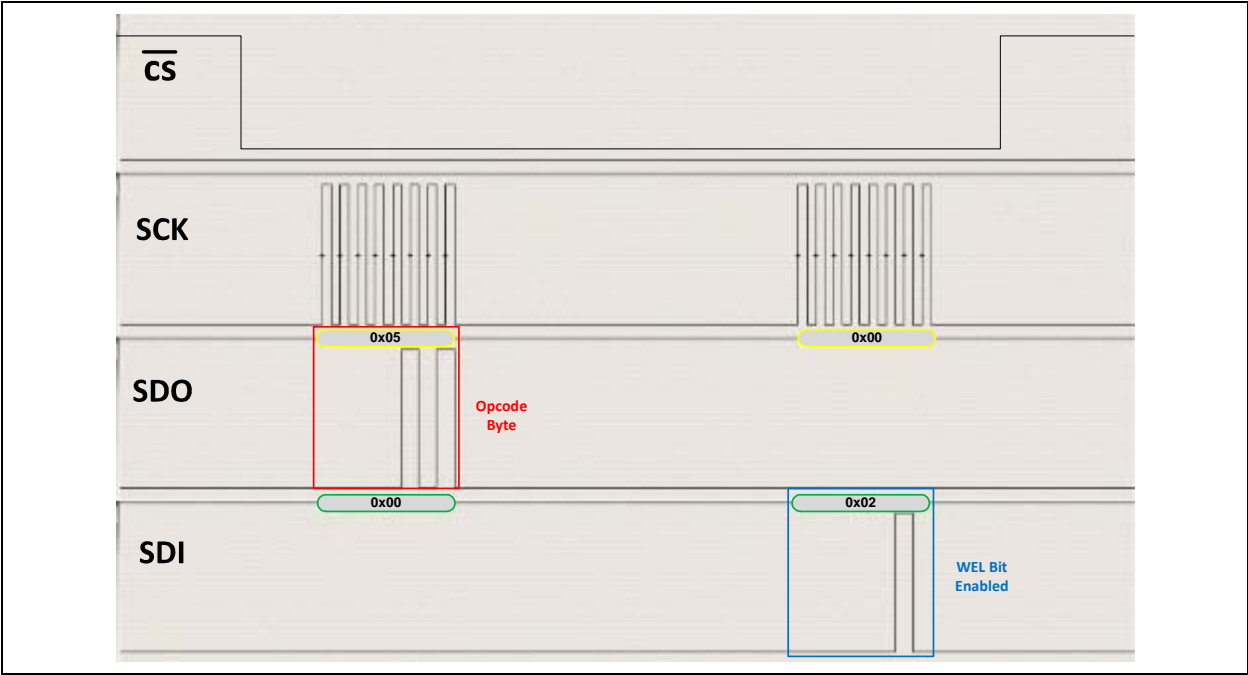 CS
SCK
0x05
0x00
SDO
Opcode
Byte
0x00
0x02
SDI
WEL Bit
Enabled